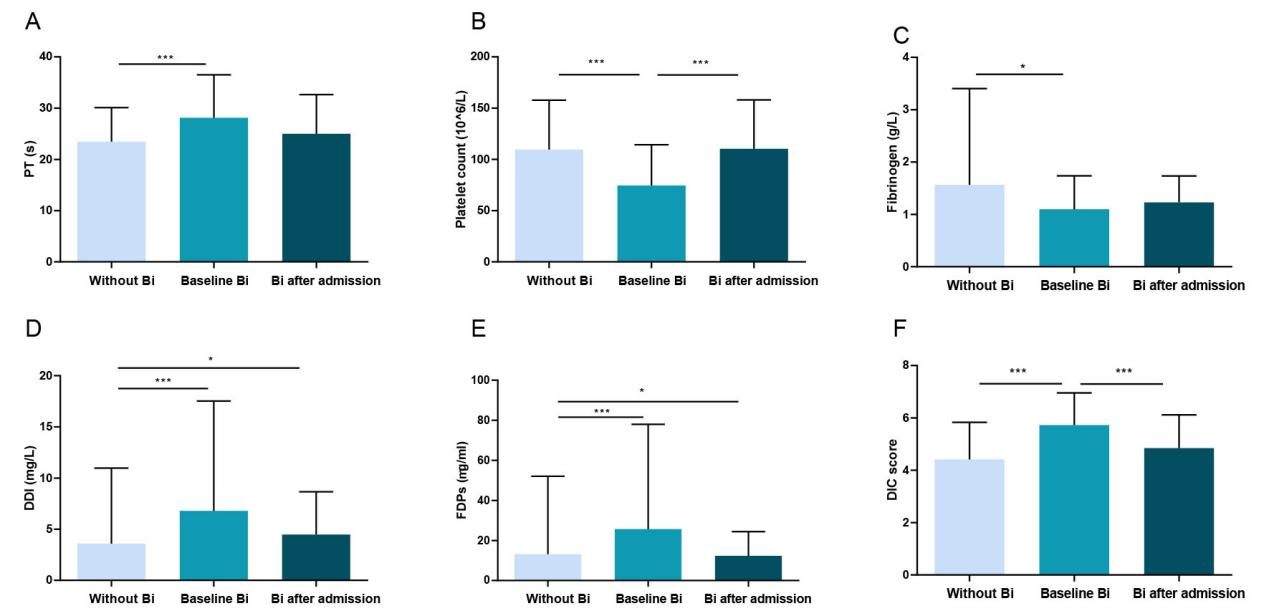 A
PT (s)
40
30
20
10
0
***
Without Bi
Baseline Bi
Bi after admission
B
Platelet count (10^6/L)
200
150
100
50
0
***
***
Without Bi
Baseline Bi
Bi after admission
C
Fibrinogen (g/L)
4
3
2
1
0
*
Without Bi
Baseline Bi
Bi after admission
D
DDI (mg/L)
20
15
10
5
0
*
***
Without Bi
Baseline Bi
Bi after admission
E
FDPs (mg/ml)
100
80
60
40
20
0
*
***
Without Bi
Baseline Bi
Bi after admission
F
DIC score
8
6
4
2
0
***
***
Without Bi
Baseline Bi
Bi after admission